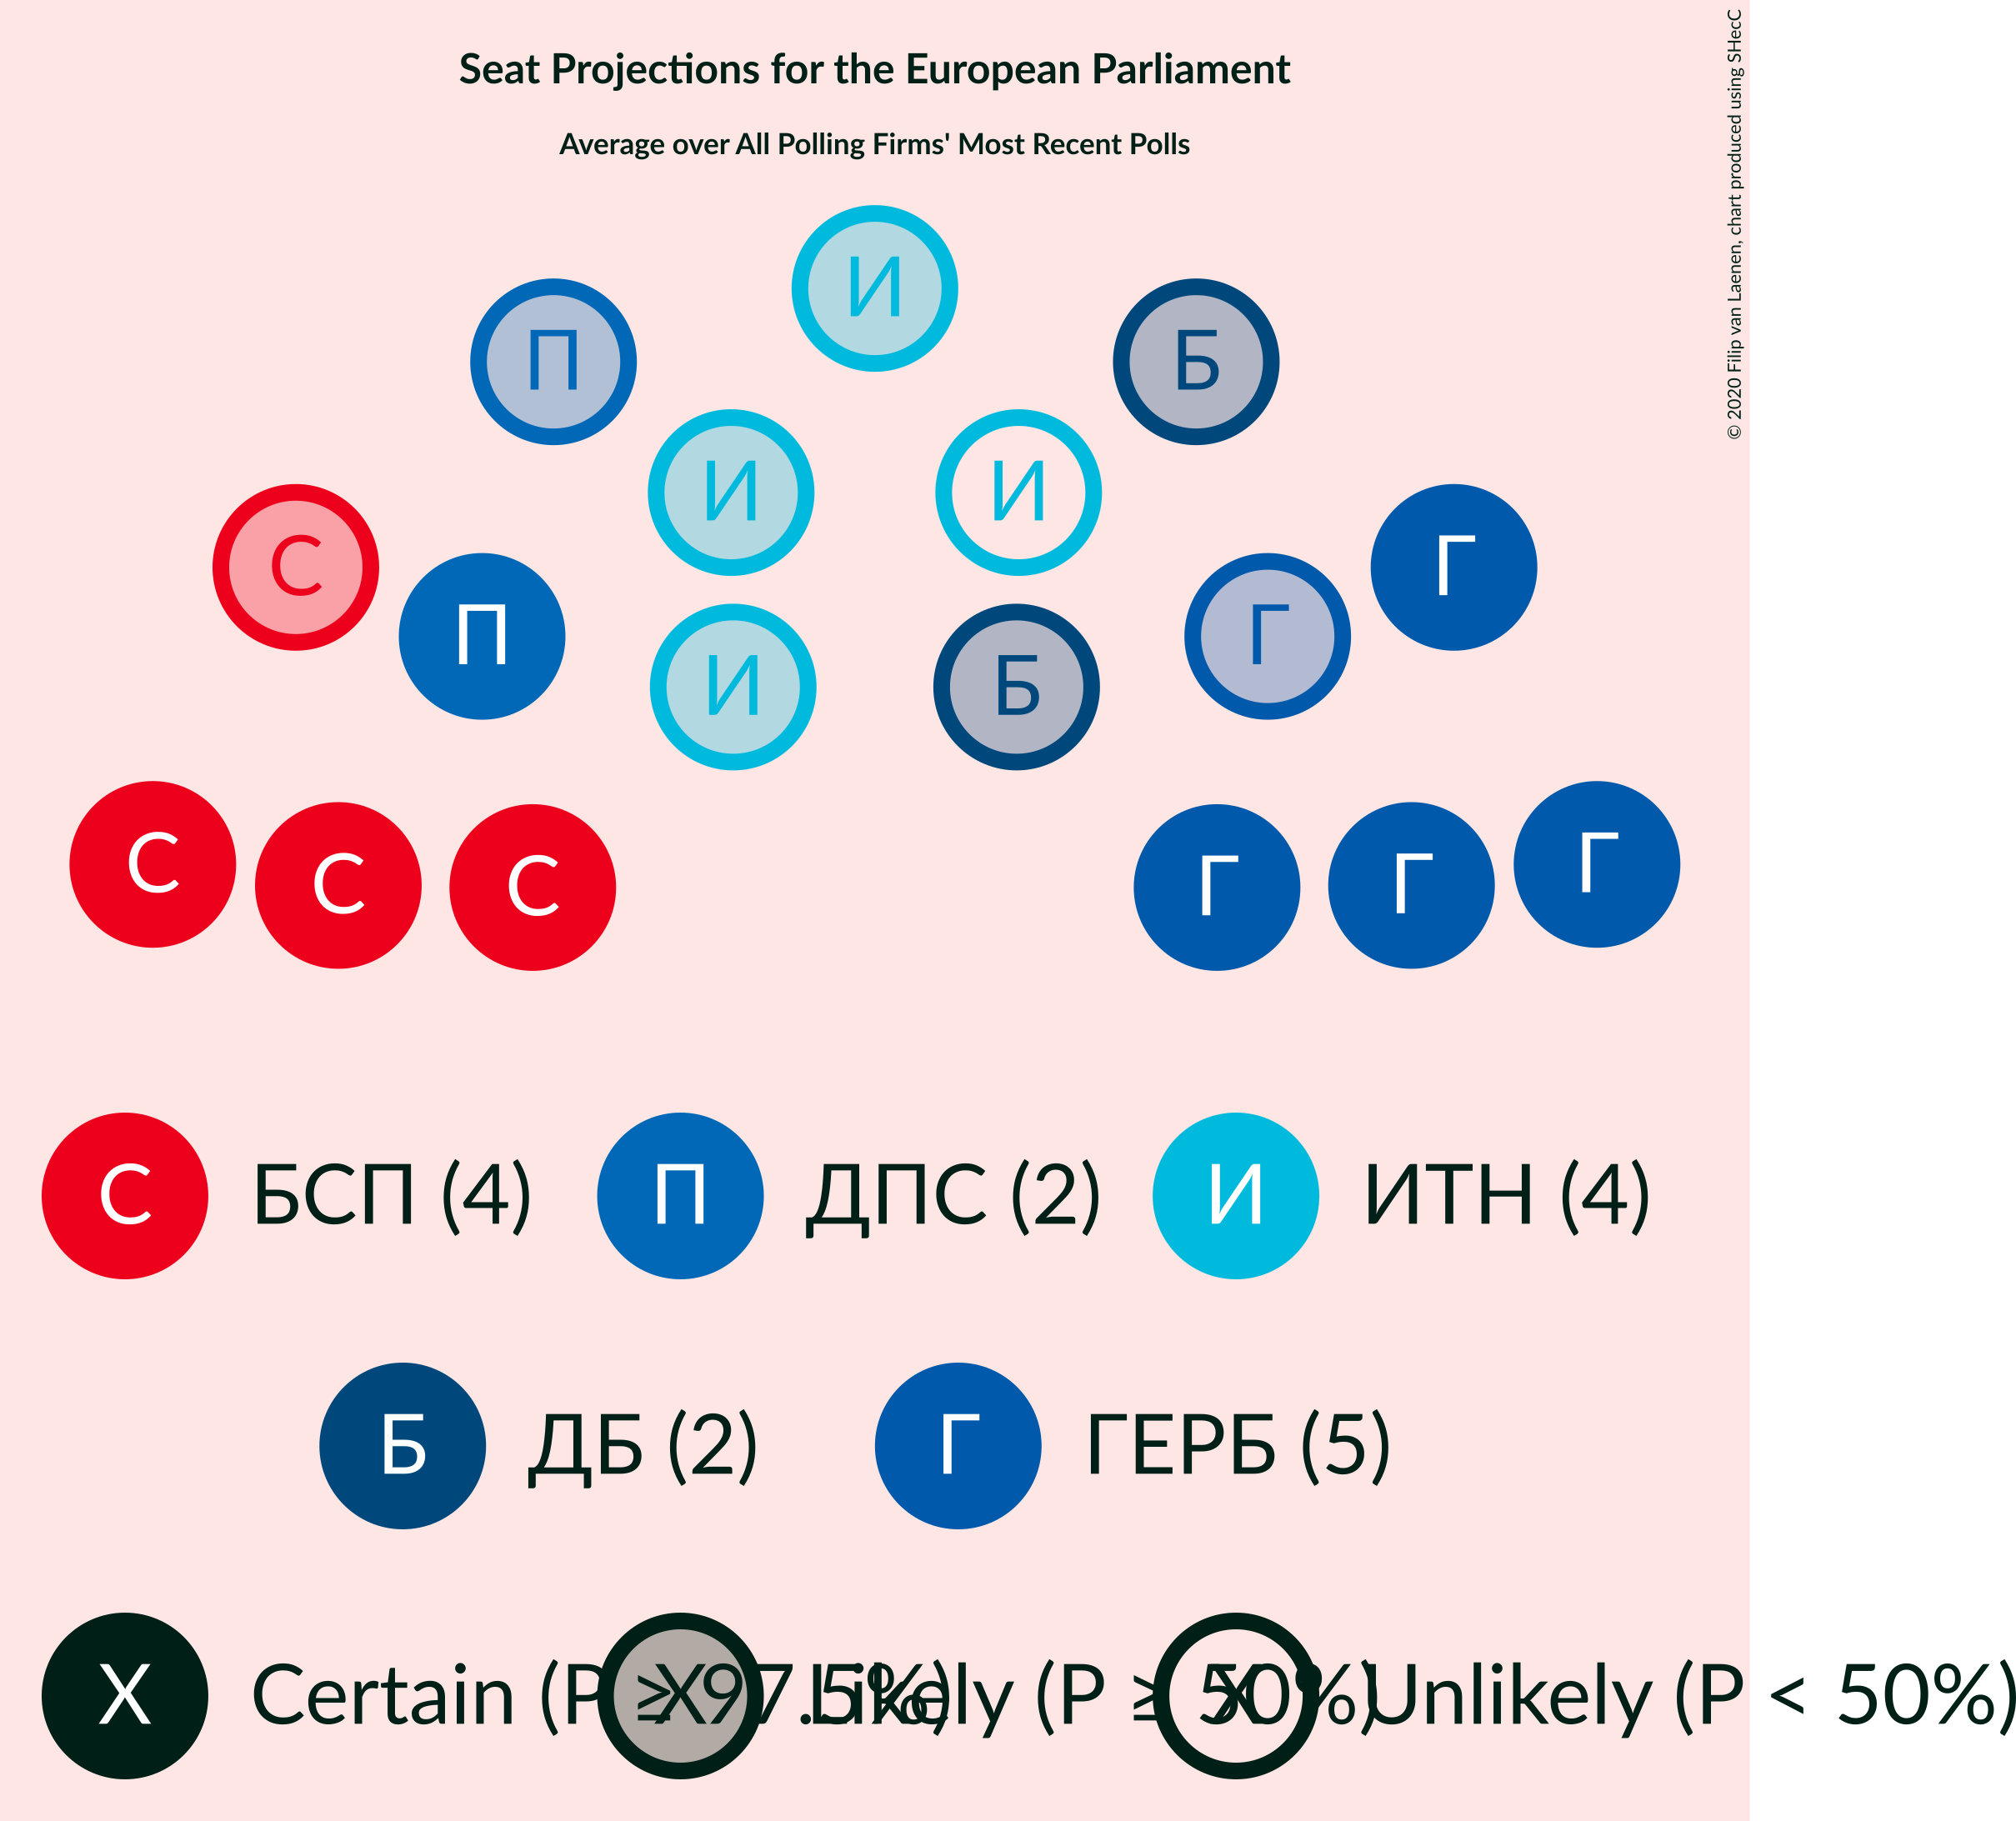 Seat Projections for the European Parliament
Average over All Polling Firms' Most Recent Polls
© 2020 Filip van Laenen, chart produced using SHecC
И
П
Б
И
И
С
Г
П
Г
И
Б
С
С
С
Г
Г
Г
С БСП (4) П ДПС (2) И ИТН (4)
Б ДБ (2) Г ГЕРБ (5)
X Certain (P ≥ 97.5%) X Likely (P ≥ 50%) X Unlikely (P < 50%)